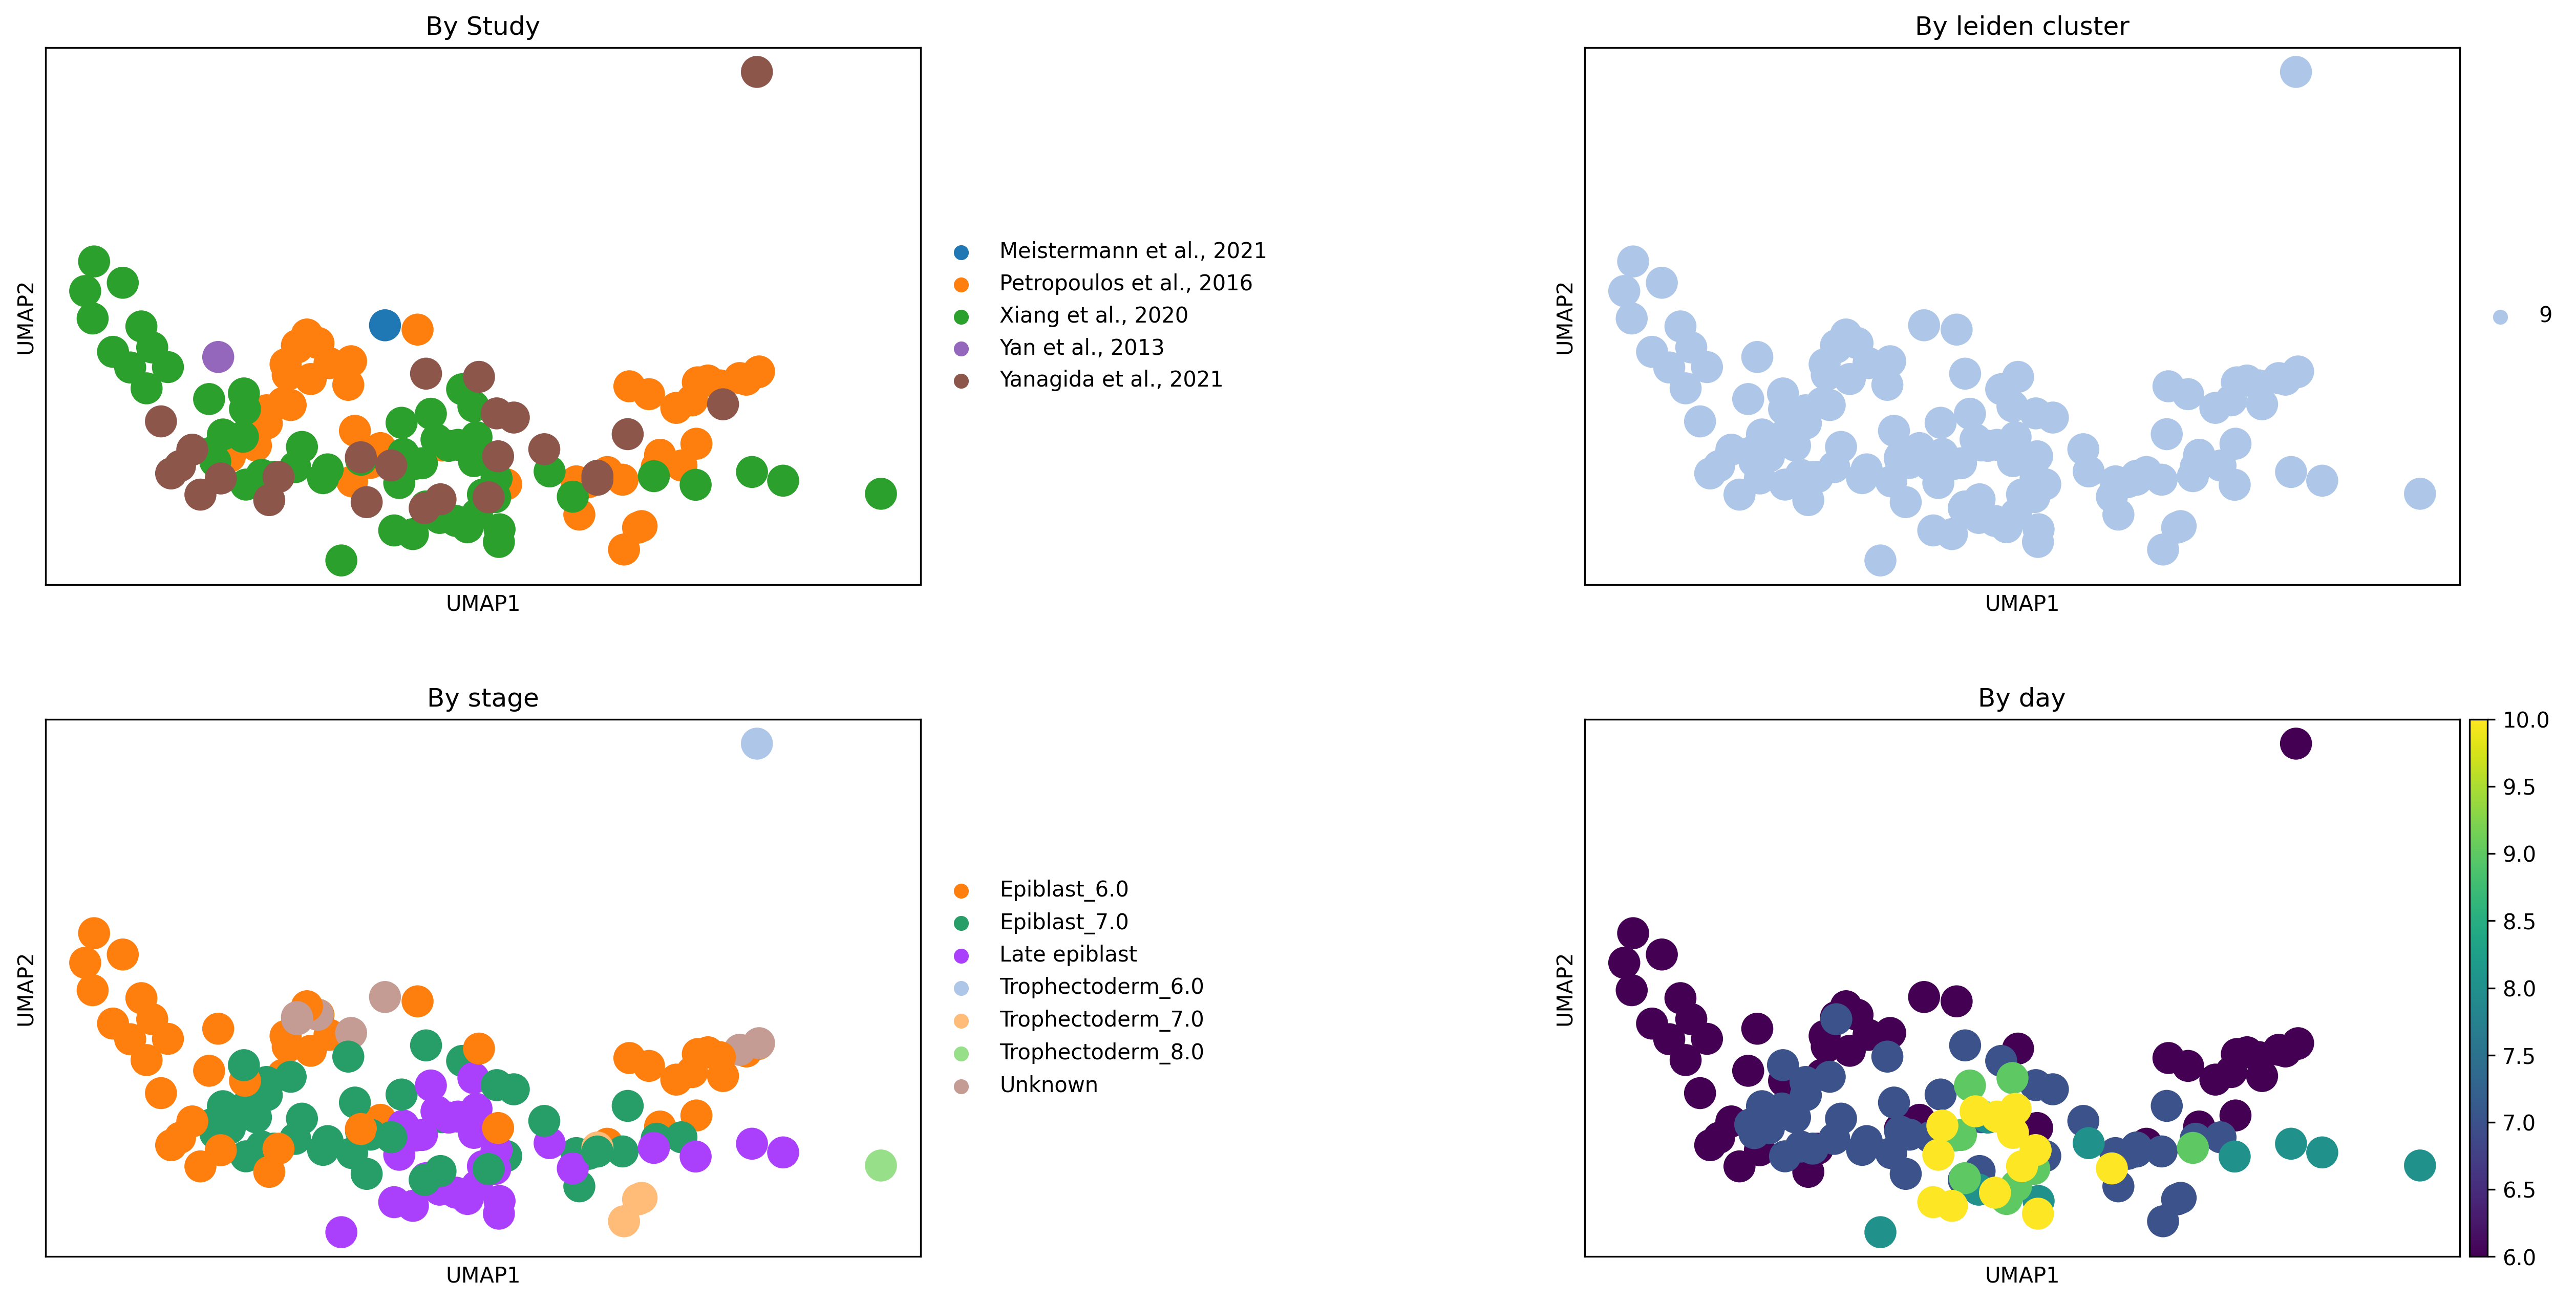 By Study
UMAP2
UMAP1
Meistermann et al., 2021
Petropoulos et al., 2016
Xiang et al., 2020
Yan et al., 2013
Yanagida et al., 2021
By leiden cluster
UMAP2
UMAP1
9
By stage
UMAP2
UMAP1
Epiblast_6.0
Epiblast_7.0
Late epiblast
Trophectoderm_6.0
Trophectoderm_7.0
Trophectoderm_8.0
Unknown
By day
UMAP2
UMAP1
10.0
9.5
9.0
8.5
8.0
7.5
7.0
6.5
6.0